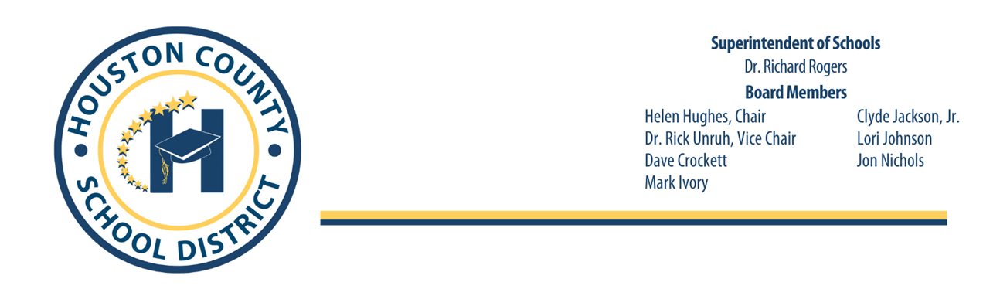 HOUSTON COUNTY
SCHOOL DISTRICT
H
Superintendent of Schools
Dr. Richard Rogers
Board Members
Helen Hughes, Chair
Dr. Rick Unruh, Vice Chair
Dave Crockett
Mark Ivory
Clyde Jackson, Jr.
Lori Johnson
Jon Nichols